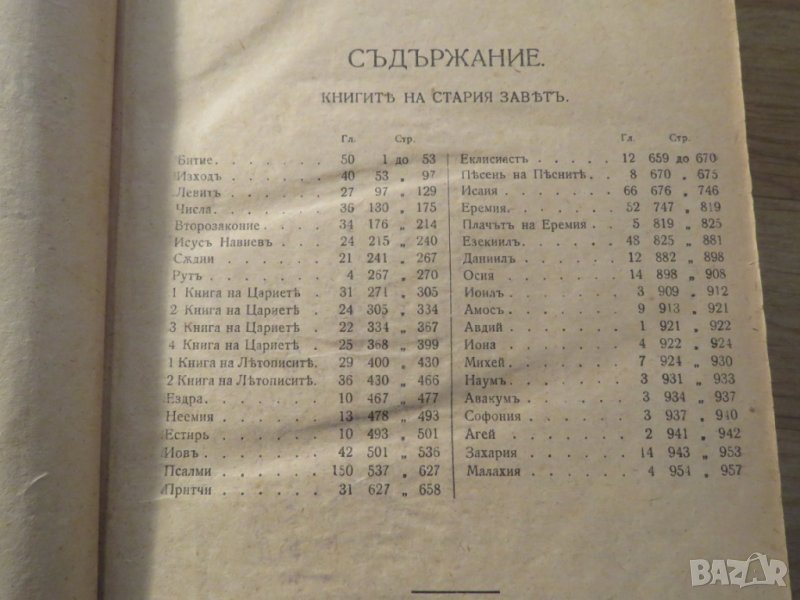 СЪДЪРЖАНИЕ.
КНИГИТѢ НА СТАРИЯ ЗАВѢТЪ.
Гл. Стр.
Битие . . . . . . 50 1 до 53
Изходъ . . . . . . 40 53 „ 97
Левитъ . . . . . . 27 97 „ 129
Числа . . . . . . 36 130 „ 175
Второзаконие . . . . 34 176 „ 214
Исусъ Навиевъ . . . . 24 215 „ 240
Сѫдии . . . . . . 21 241 „ 267
Рутъ . . . . . . 4 267 „ 270
1 Книга на Царнетѣ . 31 271 „ 305
2 Книга на Царнетѣ . 24 305 „ 334
3 Книга на Царнетѣ . 22 334 „ 367
4 Книга на Царнетѣ . 25 368 „ 399
1 Книга на Лѣтописитѣ. 29 400 „ 430
2 Книга на Лѣтописитѣ. 36 430 „ 466
Ездра . . . . . . 10 467 „ 477
Неемия . . . . . . 13 478 „ 493
Естирь . . . . . . 10 493 „ 501
Иовъ . . . . . . 42 501 „ 536
Псалми . . . . . . 150 537 „ 627
Притчи . . . . . . 31 627 „ 658
Гл. Стр.
Еклисиестъ . . . . . 12 659 до 670
Пѣсень на Пѣснитѣ . . 8 670 „ 675
Исаия . . . . . . 66 676 „ 746
Еремия . . . . . . 52 747 „ 819
Плачътъ на Еремия . . 5 819 „ 825
Езекиилъ . . . . . 48 825 „ 881
Даниилъ . . . . . . 12 882 „ 898
Осия . . . . . . 14 898 „ 908
Иоилъ . . . . . . 3 909 „ 912
Амосъ . . . . . . 9 913 „ 921
Авдий . . . . . . 1 921 „ 922
Иона . . . . . . 4 922 „ 924
Михей . . . . . . 7 924 „ 930
Наумъ . . . . . . 3 931 „ 933
Авакумъ . . . . . . 3 934 „ 937
Софония . . . . . . 3 937 „ 940
Агей . . . . . . 2 941 „ 942
Захария . . . . . . 14 943 „ 953
Малахия . . . . . . 4 954 „ 957
BAZAR
bazar.bg